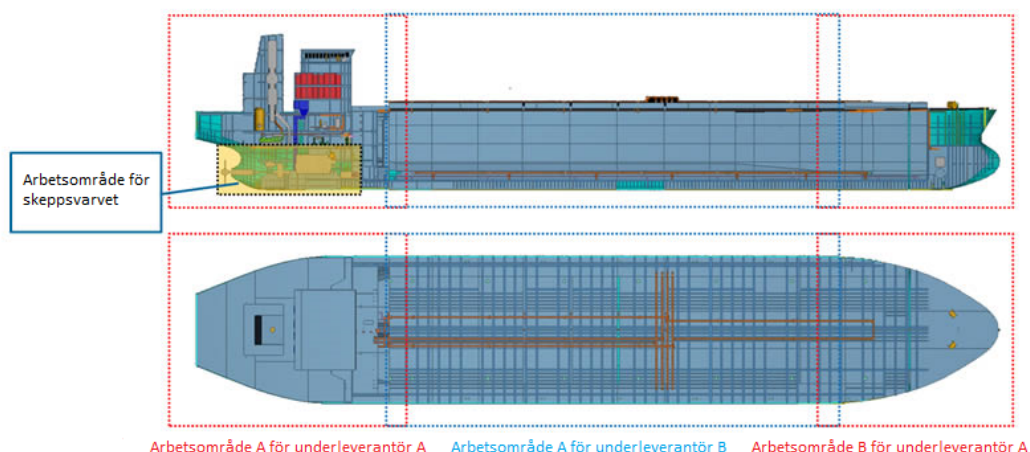 Arbetsområde för
skeppsvarvet
Arbetsområde A för underleverantör A
Arbetsområde A för underleverantör B
Arbetsområde B för underleverantör A